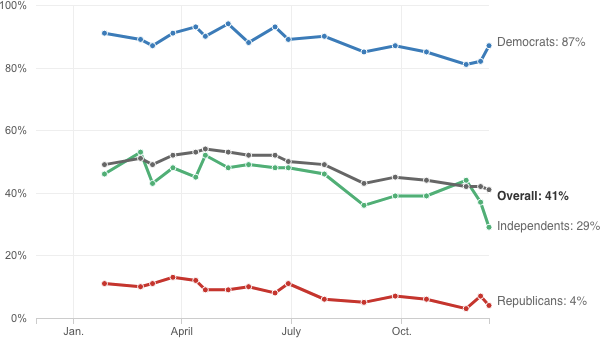 100%
Democrats: 87%
80%
60%
40%
Overall: 41%
Independents: 29%
20%
Republicans: 4%
0%
Jan. April July Oct.